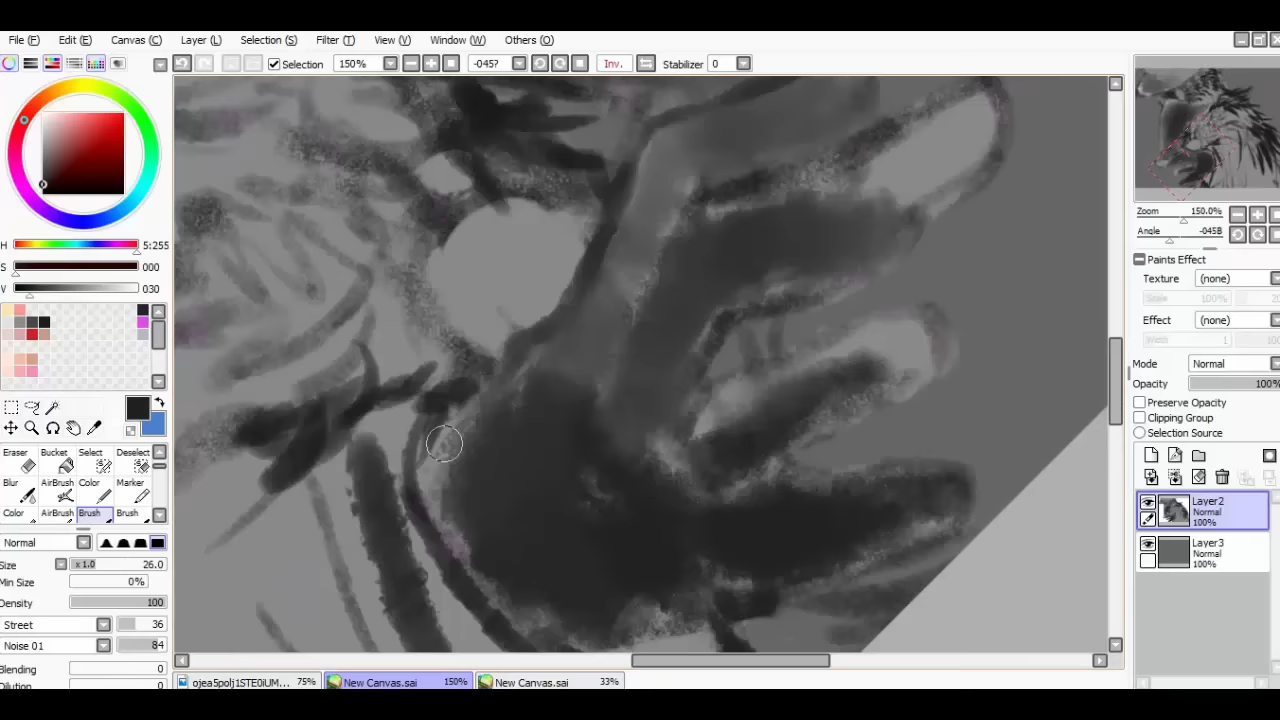 File (F) Edit (E) Canvas (C) Layer (L) Selection (S) Filter (T) View (V) Window (W) Others (O)
Selection 150% -045? Inv. Stabilizer 0
H 5:255
S 000
V 030
Eraser Bucket Select Deselect
Blur AirBrush Color Marker
Color AirBrush Brush Brush
Normal
Size x 1.0 26.0
Min Size 0%
Density 100
Street 36
Noise 01 84
Blending 0
Dilution 0
Zoom 150.0%
Angle -045B
Paints Effect
Texture (none)
Scale 100% 20
Effect (none)
Width 1 100
Mode Normal
Opacity 100%
Preserve Opacity
Clipping Group
Selection Source
Layer2
Normal
100%
Layer3
Normal
100%
75% New Canvas.sai 150% New Canvas.sai 33%